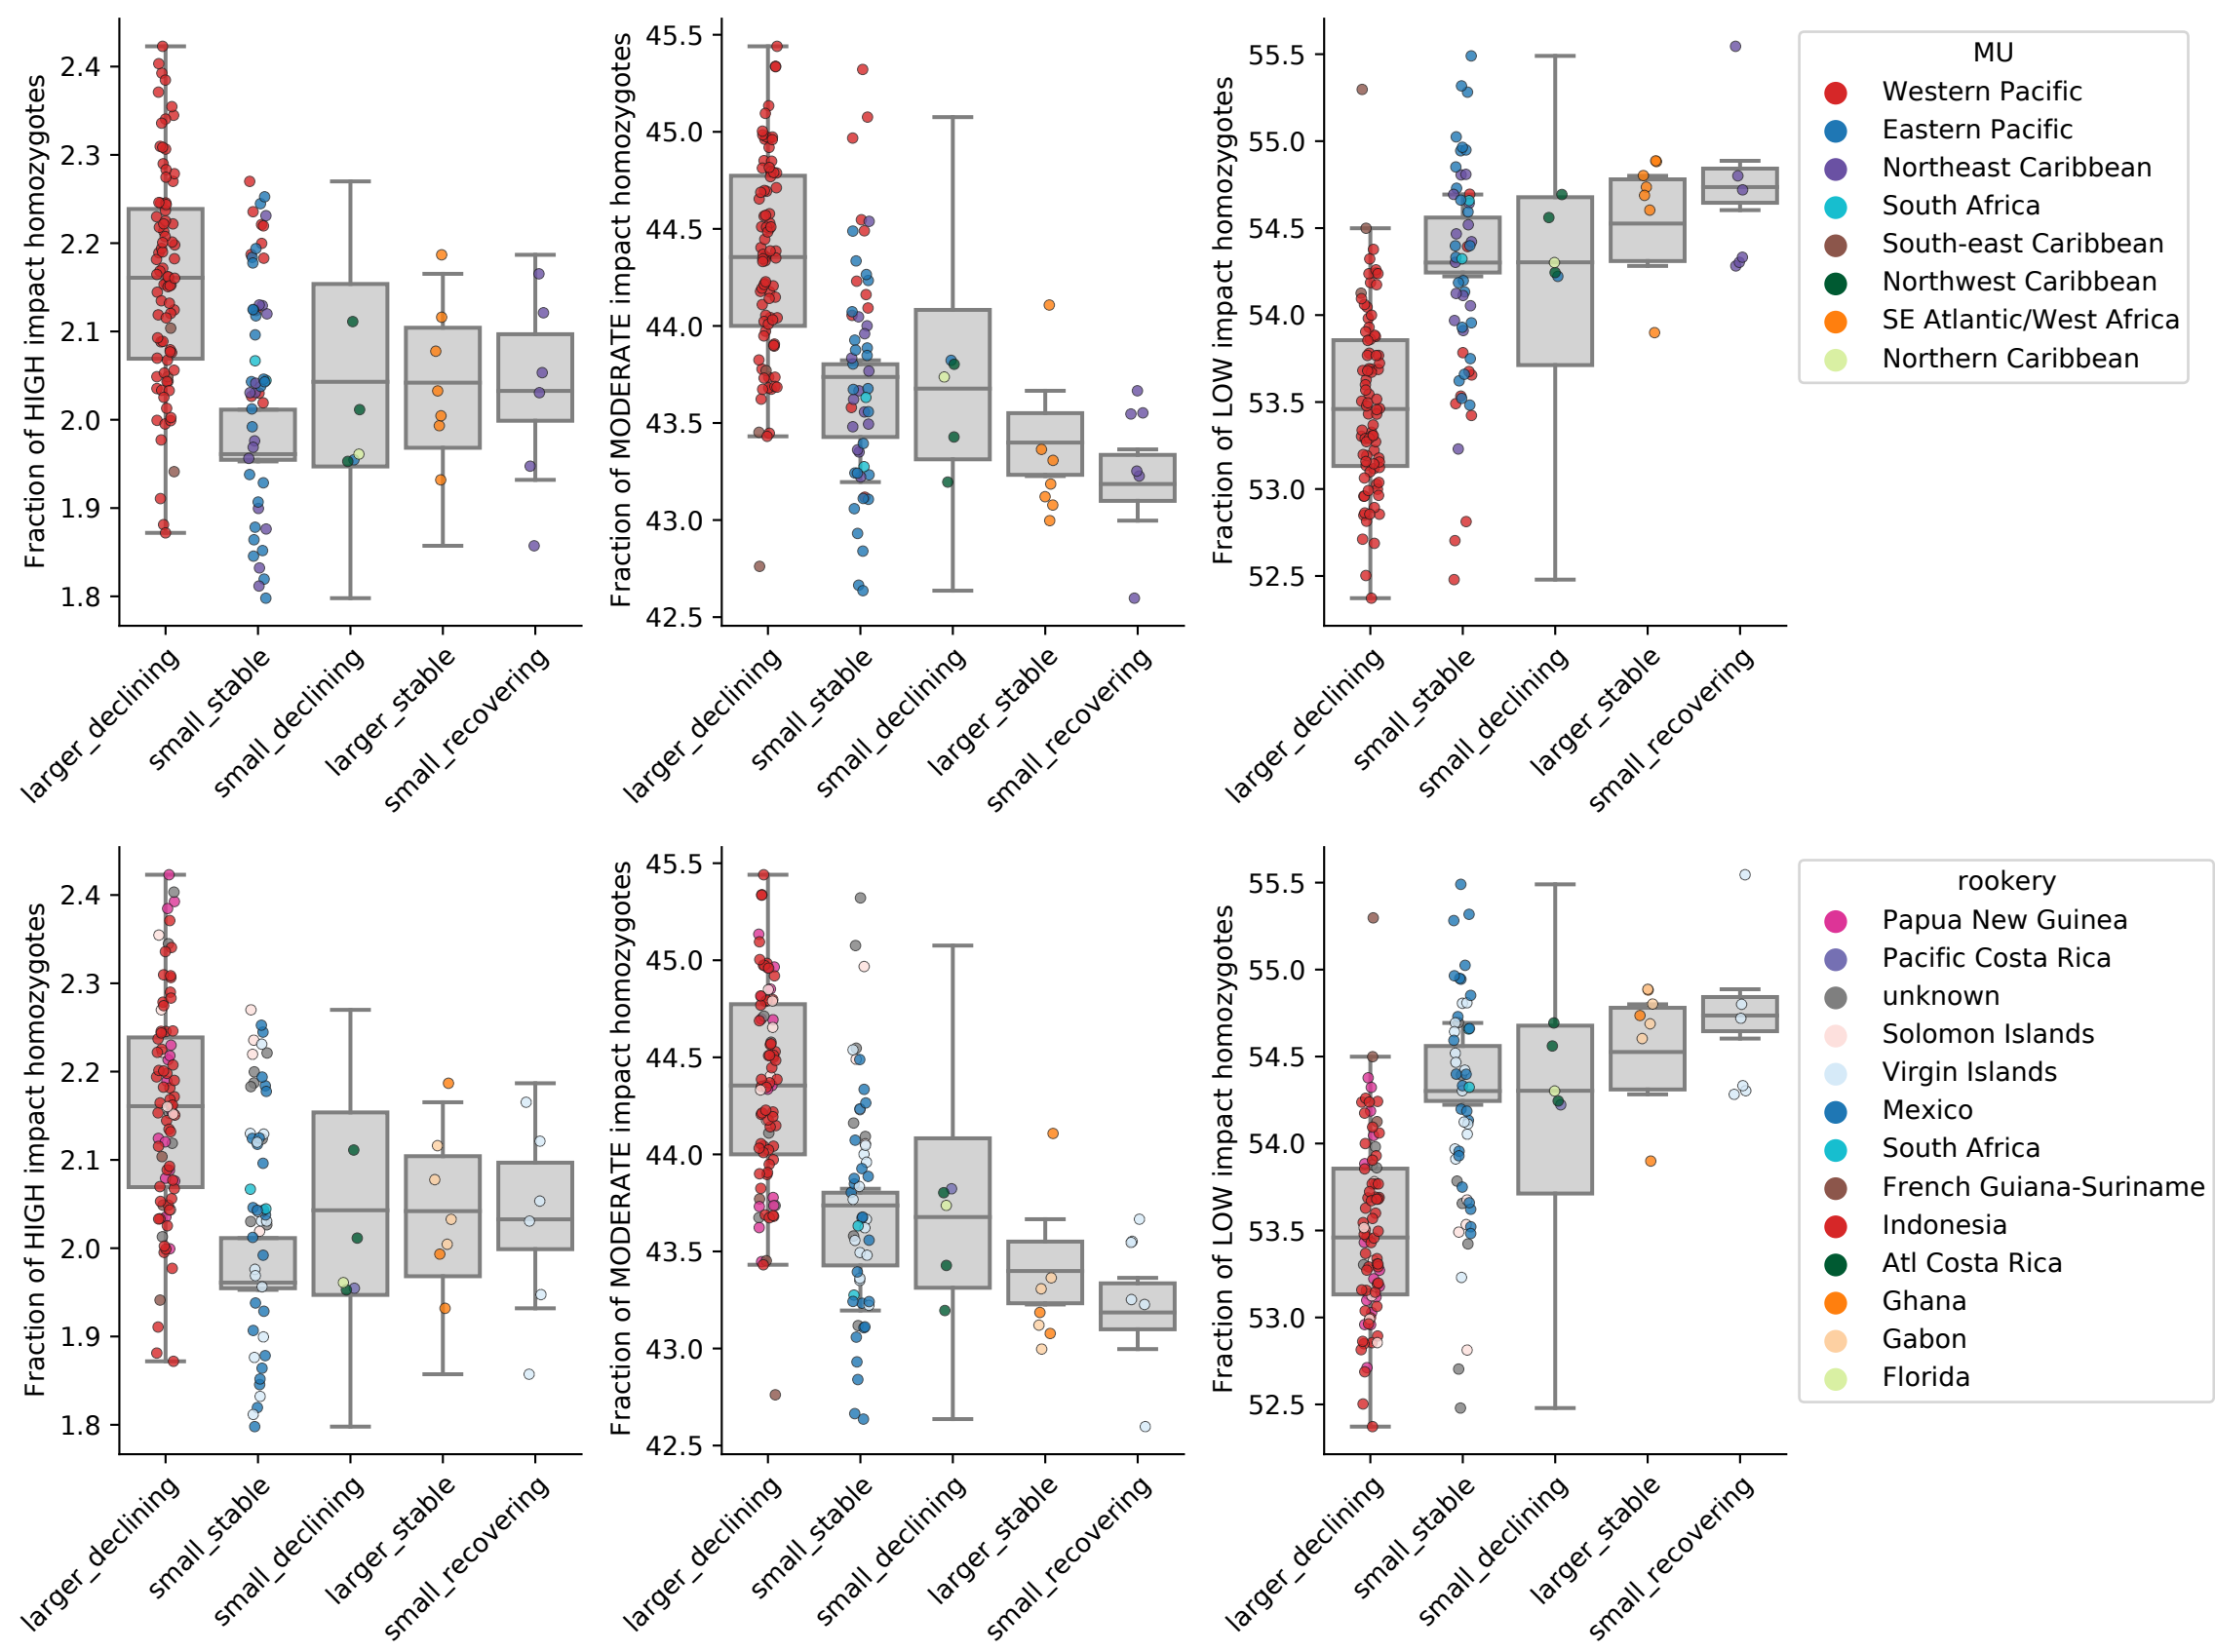 Fraction of HIGH impact homozygotes
2.4
2.3
2.2
2.1
2.0
1.9
1.8
larger_declining
small_stable
small_declining
larger_stable
small_recovering
Fraction of MODERATE impact homozygotes
45.5
45.0
44.5
44.0
43.5
43.0
42.5
larger_declining
small_stable
small_declining
larger_stable
small_recovering
Fraction of LOW impact homozygotes
55.5
55.0
54.5
54.0
53.5
53.0
52.5
larger_declining
small_stable
small_declining
larger_stable
small_recovering
MU
Western Pacific
Eastern Pacific
Northeast Caribbean
South Africa
South-east Caribbean
Northwest Caribbean
SE Atlantic/West Africa
Northern Caribbean
Fraction of HIGH impact homozygotes
2.4
2.3
2.2
2.1
2.0
1.9
1.8
larger_declining
small_stable
small_declining
larger_stable
small_recovering
Fraction of MODERATE impact homozygotes
45.5
45.0
44.5
44.0
43.5
43.0
42.5
larger_declining
small_stable
small_declining
larger_stable
small_recovering
Fraction of LOW impact homozygotes
55.5
55.0
54.5
54.0
53.5
53.0
52.5
larger_declining
small_stable
small_declining
larger_stable
small_recovering
rookery
Papua New Guinea
Pacific Costa Rica
unknown
Solomon Islands
Virgin Islands
Mexico
South Africa
French Guiana-Suriname
Indonesia
Atl Costa Rica
Ghana
Gabon
Florida